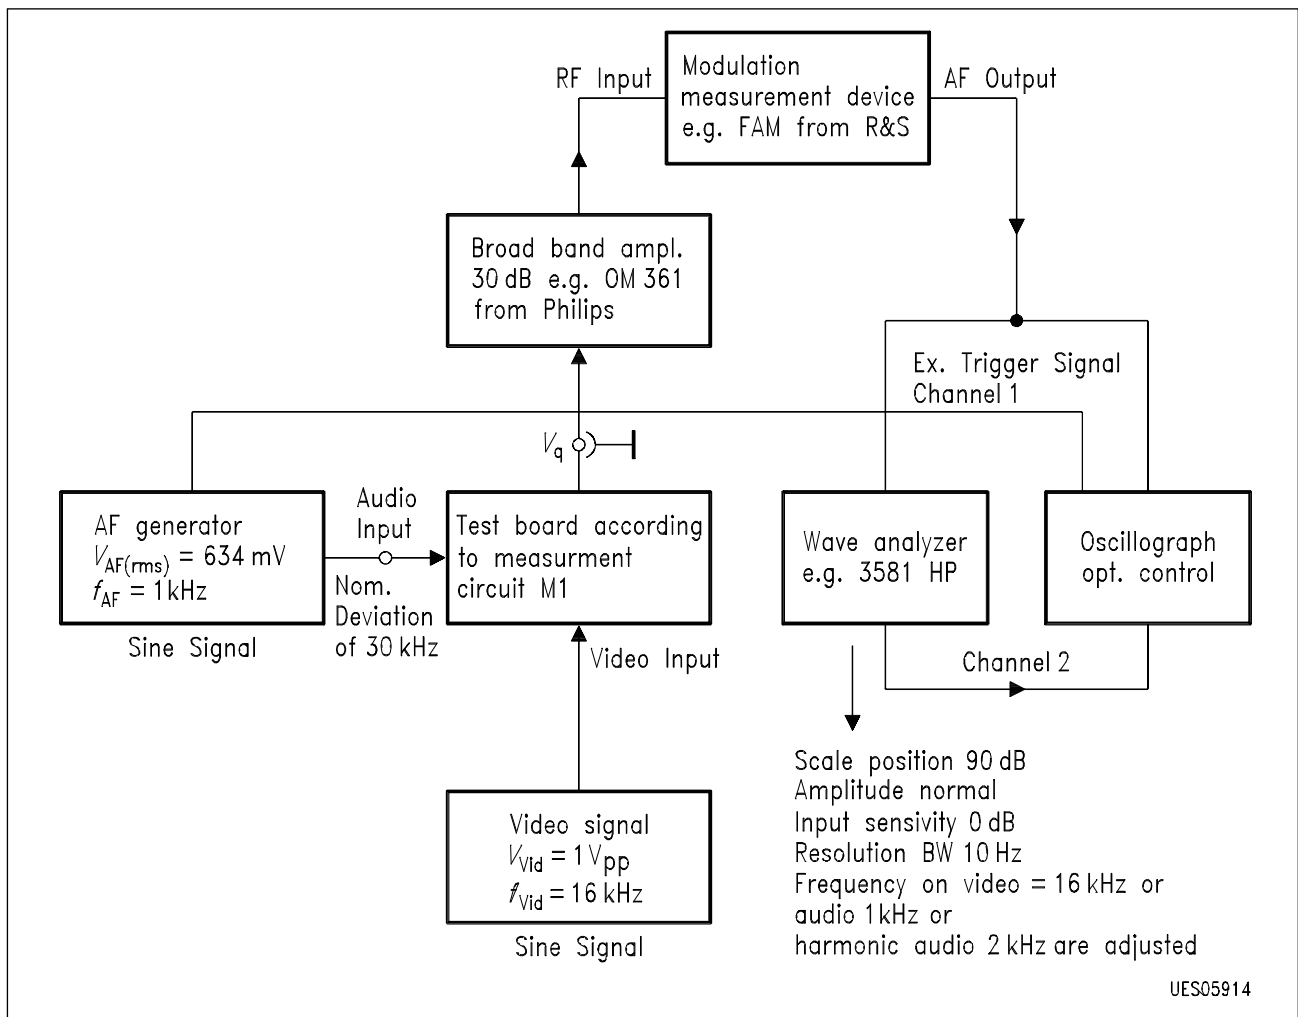 RF Input
Modulation
measurement device
e.g. FAM from R&S
AF Output
Broad band ampl.
30 dB e.g. OM 361
from Philips
Ex. Trigger Signal
Channel 1
Vq
AF generator
VAF(rms) = 634 mV
fAF = 1 kHz
Sine Signal
Audio
Input
Nom.
Deviation
of 30 kHz
Test board according
to measurment
circuit M1
Wave analyzer
e.g. 3581 HP
Oscillograph
opt. control
Video Input
Channel 2
Video signal
VVid = 1 Vpp
fVid = 16 kHz
Sine Signal
Scale position 90 dB
Amplitude normal
Input sensivity 0 dB
Resolution BW 10 Hz
Frequency on video = 16 kHz or
audio 1 kHz or
harmonic audio 2 kHz are adjusted
UES05914